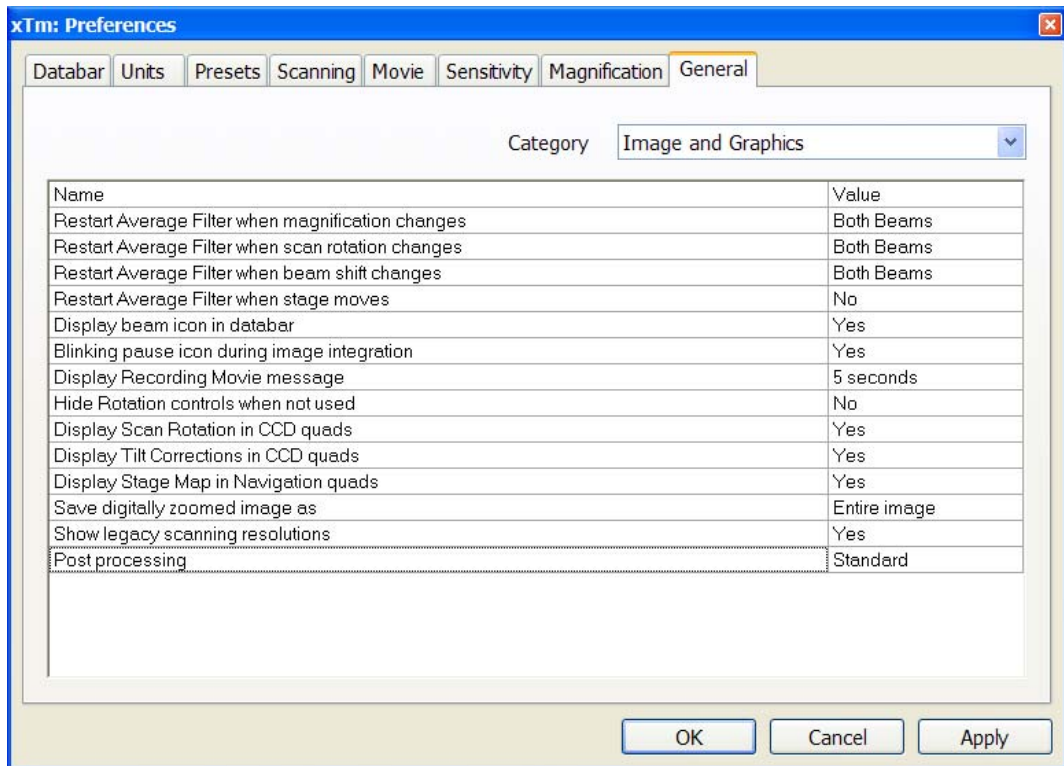 xTm: Preferences
Databar Units Presets Scanning Movie Sensitivity Magnification General
Category Image and Graphics
Name Value
Restart Average Filter when magnification changes Both Beams
Restart Average Filter when scan rotation changes Both Beams
Restart Average Filter when beam shift changes Both Beams
Restart Average Filter when stage moves No
Display beam icon in databar Yes
Blinking pause icon during image integration Yes
Display Recording Movie message 5 seconds
Hide Rotation controls when not used No
Display Scan Rotation in CCD quads Yes
Display Tilt Corrections in CCD quads Yes
Display Stage Map in Navigation quads Yes
Save digitally zoomed image as Entire image
Show legacy scanning resolutions Yes
Post processing Standard
OK Cancel Apply